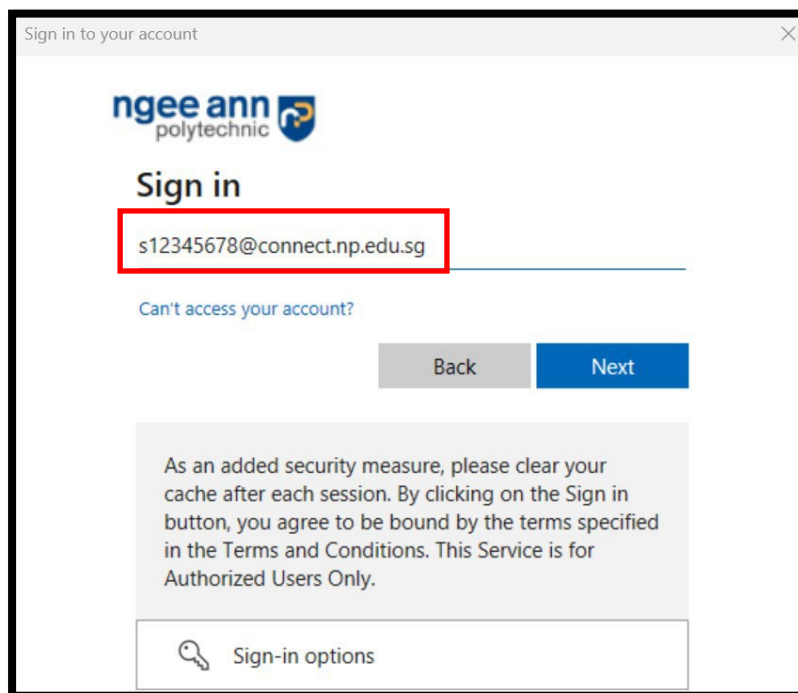 Sign in to your account
ngee ann
polytechnic
Sign in
s12345678@connect.np.edu.sg
Can't access your account?
Back
Next
As an added security measure, please clear your
cache after each session. By clicking on the Sign in
button, you agree to be bound by the terms specified
in the Terms and Conditions. This Service is for
Authorized Users Only.
Sign-in options